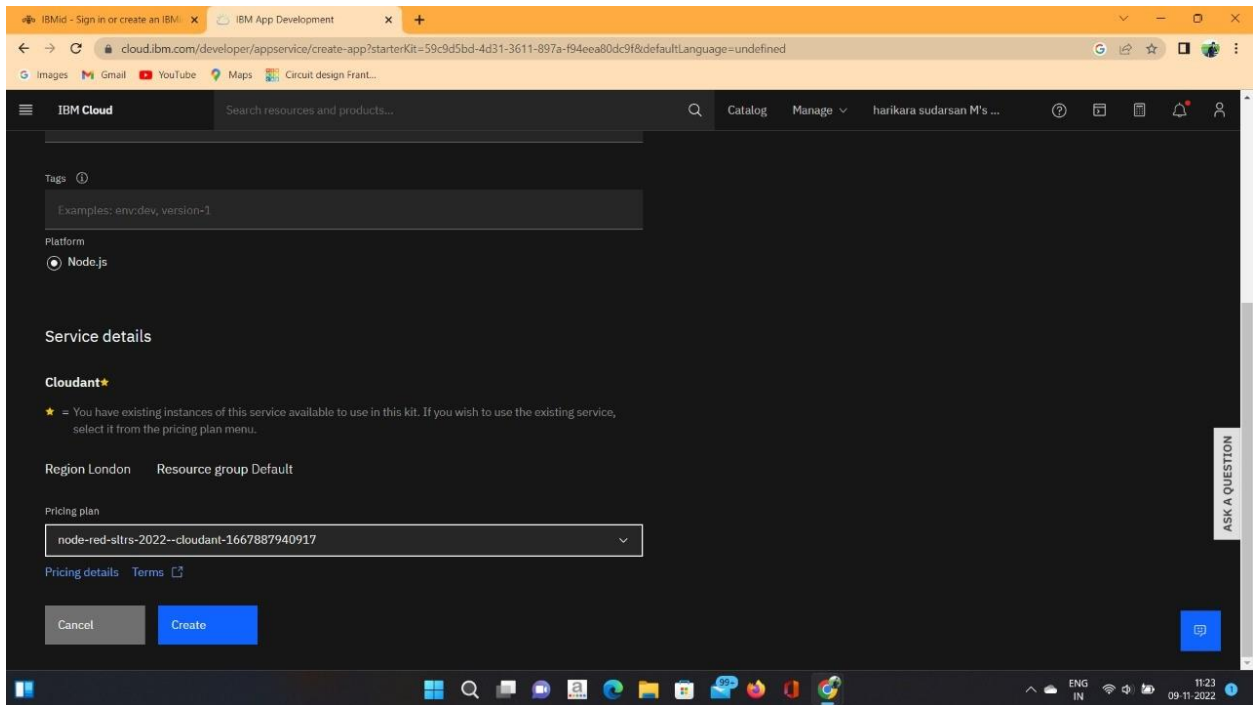 IBMid - Sign in or create an IBMi
IBM App Development
cloud.ibm.com/developer/appservice/create-app?starterKit=59c9d5bd-4d31-3611-897a-f94eea80dc9f&defaultLanguage=undefined
Images Gmail YouTube Maps Circuit design Frant...
IBM Cloud Search resources and products... Catalog Manage harikara sudarsan M's ...
Tags
Examples: env:dev, version-1
Platform
Node.js
Service details
Cloudant★
★ = You have existing instances of this service available to use in this kit. If you wish to use the existing service,
select it from the pricing plan menu.
Region London Resource group Default
Pricing plan
node-red-sltrs-2022--cloudant-1667887940917
Pricing details Terms
Cancel Create
ASK A QUESTION
99+
ENG
IN
11:23
09-11-2022
1